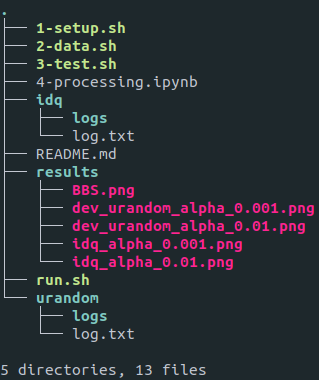 .
├── 1-setup.sh
├── 2-data.sh
├── 3-test.sh
├── 4-processing.ipynb
├── idq
│   ├── logs
│   └── log.txt
├── README.md
├── results
│   ├── BBS.png
│   ├── dev_urandom_alpha_0.001.png
│   ├── dev_urandom_alpha_0.01.png
│   ├── idq_alpha_0.001.png
│   └── idq_alpha_0.01.png
├── run.sh
└── urandom
    ├── logs
    └── log.txt

5 directories, 13 files